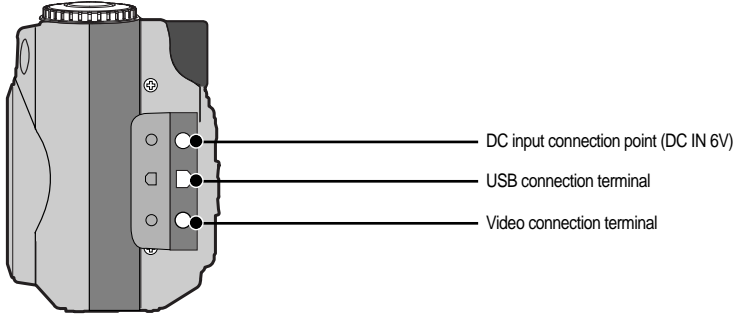 DC input connection point (DC IN 6V)
USB connection terminal
Video connection terminal